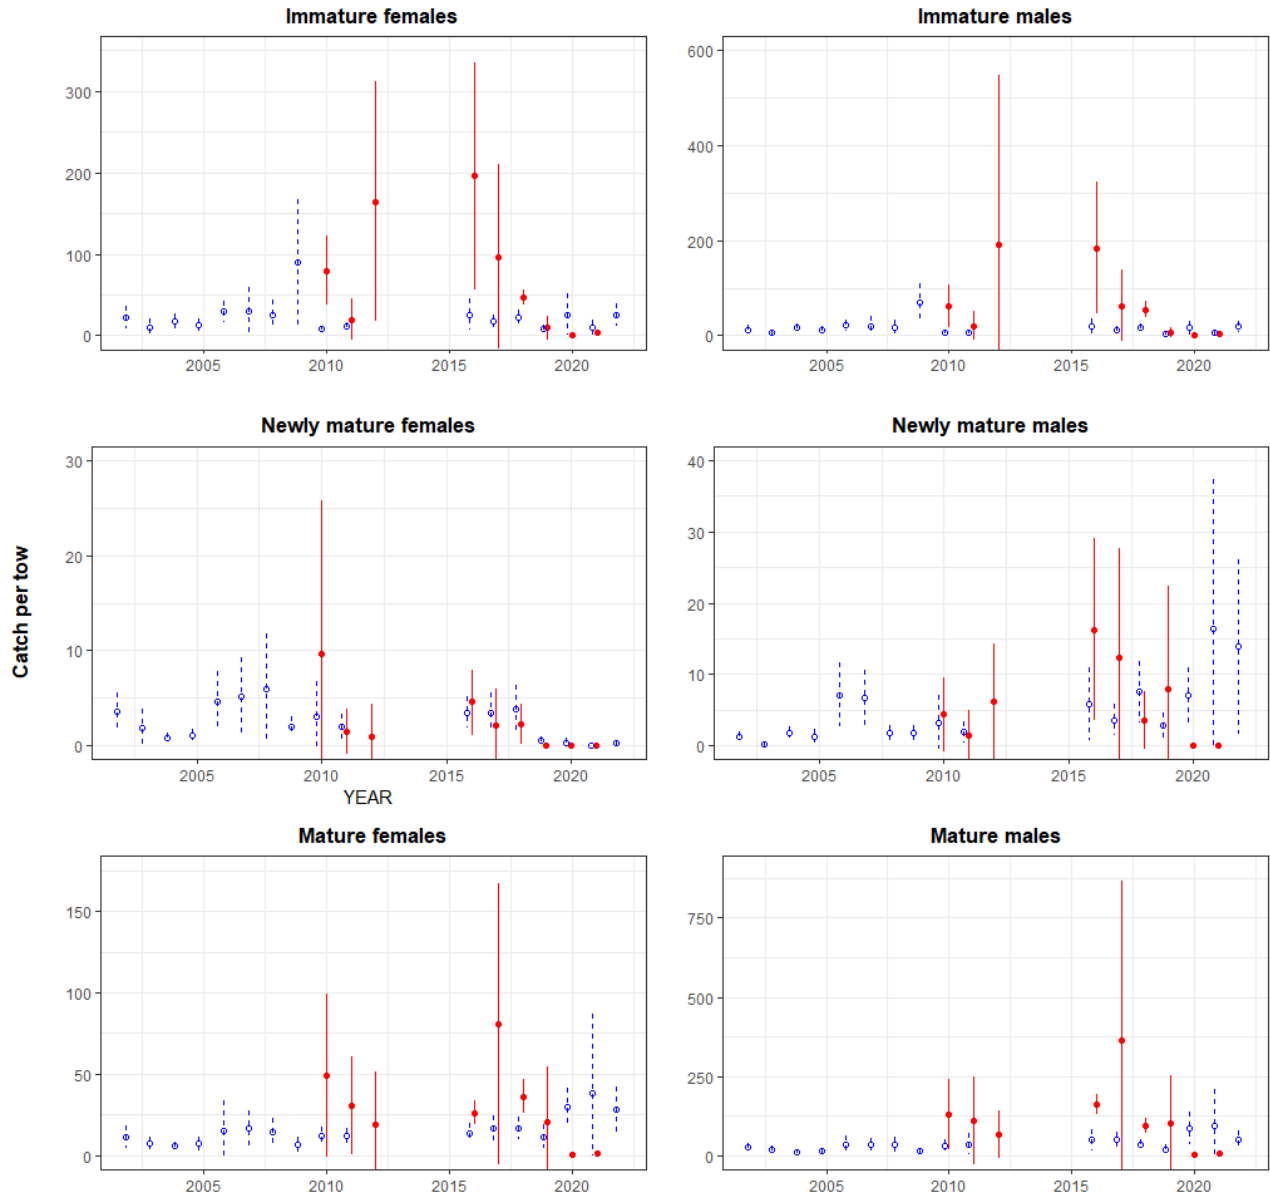 Immature females
Immature males
300
200
100
0
600
400
200
0
2005 2010 2015 2020
2005 2010 2015 2020
Newly mature females
Newly mature males
Catch per tow
30
20
10
0
40
30
20
10
0
2005 2010 2015 2020
2005 2010 2015 2020
YEAR
Mature females
Mature males
150
100
50
0
750
500
250
0
2005 2010 2015 2020
2005 2010 2015 2020